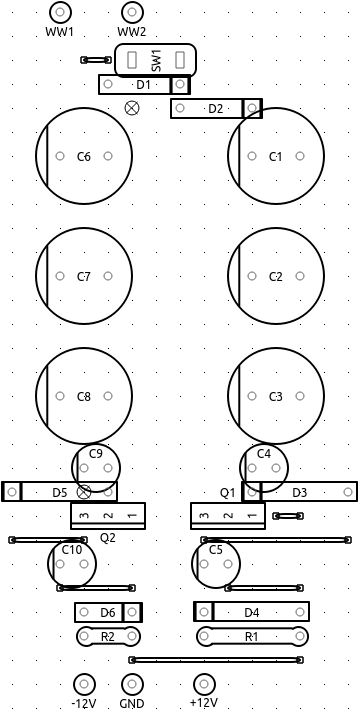 WW1 WW2
SW1
D1
D2
C6 C1
C7 C2
C8 C3
C9 C4
D5 Q1 D3
3 2 1 3 2 1
Q2
C10 C5
D6 D4
R2 R1
-12V GND +12V